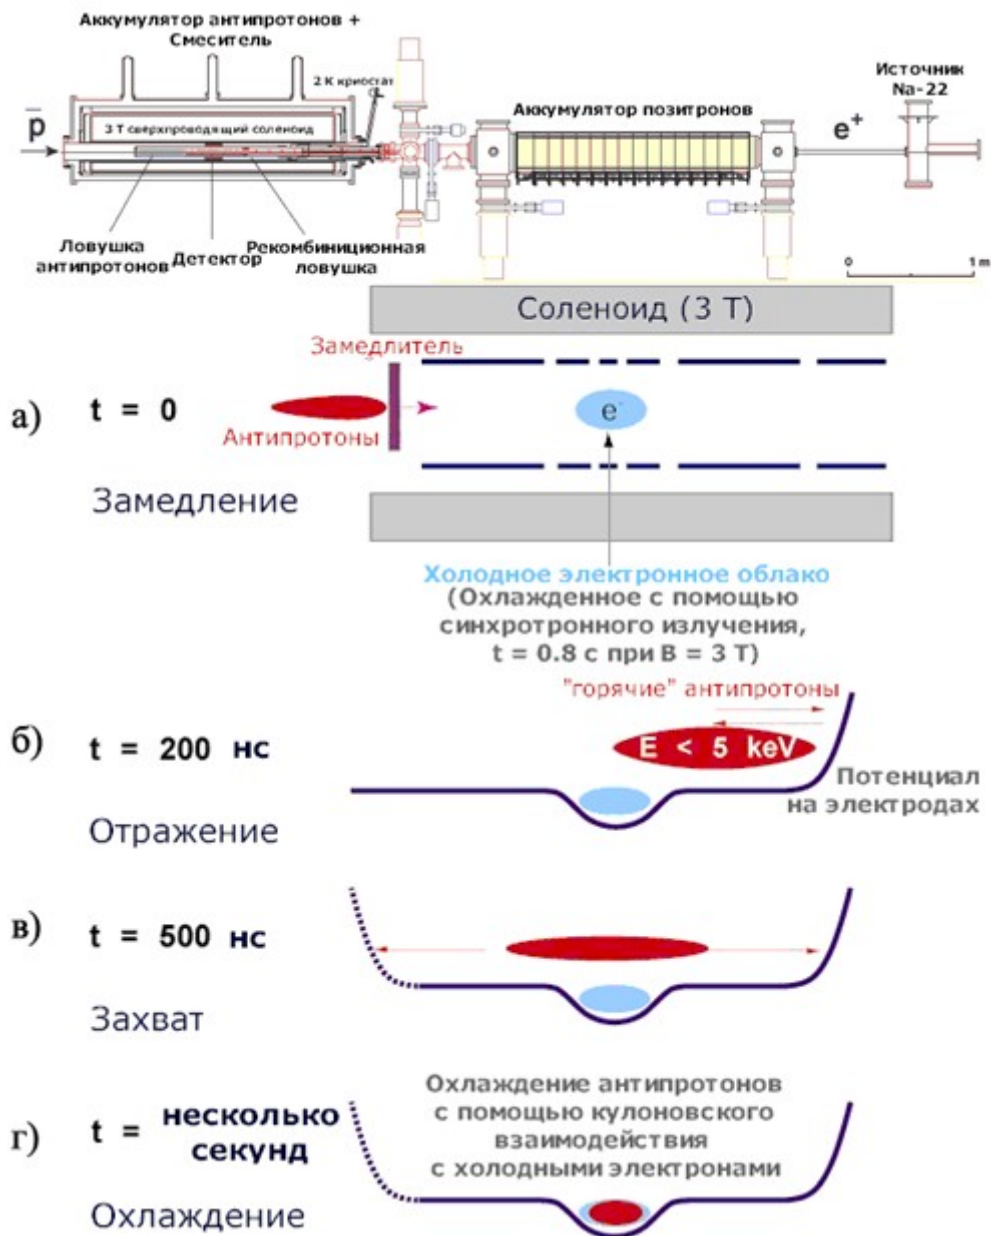 Аккумулятор антипротонов +
Смеситель
2 К криостат
Источник
Na-22
Аккумулятор позитронов
p
3 Т сверхпроводящий соленоид
e+
Ловушка
антипротонов
Детектор
Рекомбиниционная
ловушка
0
1 m
Соленоид (3 Т)
Замедлитель
а)
t = 0
e-
Антипротоны
Замедление
Холодное электронное облако
(Охлажденное с помощью
синхротронного излучения,
t = 0.8 с при В = 3 Т)
"горячие" антипротоны
б)
t = 200 нс
E < 5 keV
Потенциал
на электродах
Отражение
в)
t = 500 нс
Захват
Охлаждение антипротонов
с помощью кулоновского
взаимодействия
с холодными электронами
г)
t = несколько
секунд
Охлаждение